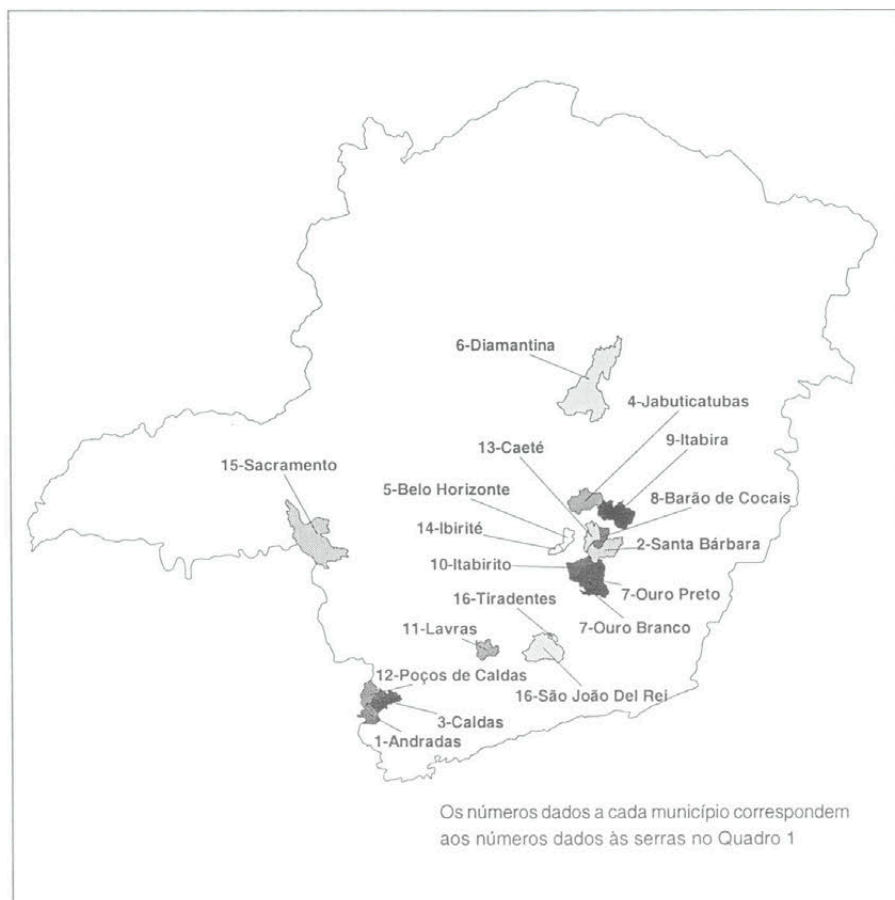 6-Diamantina
4-Jabuticatubas
13-Caeté
9-Itabira
15-Sacramento
5-Belo Horizonte
8-Barão de Cocais
14-Ibirité
2-Santa Bárbara
10-Itabirito
7-Ouro Preto
16-Tiradentes
7-Ouro Branco
11-Lavras
12-Poços de Caldas
16-São João Del Rei
3-Caldas
1-Andradas
Os números dados a cada município correspondem
aos números dados às serras no Quadro 1